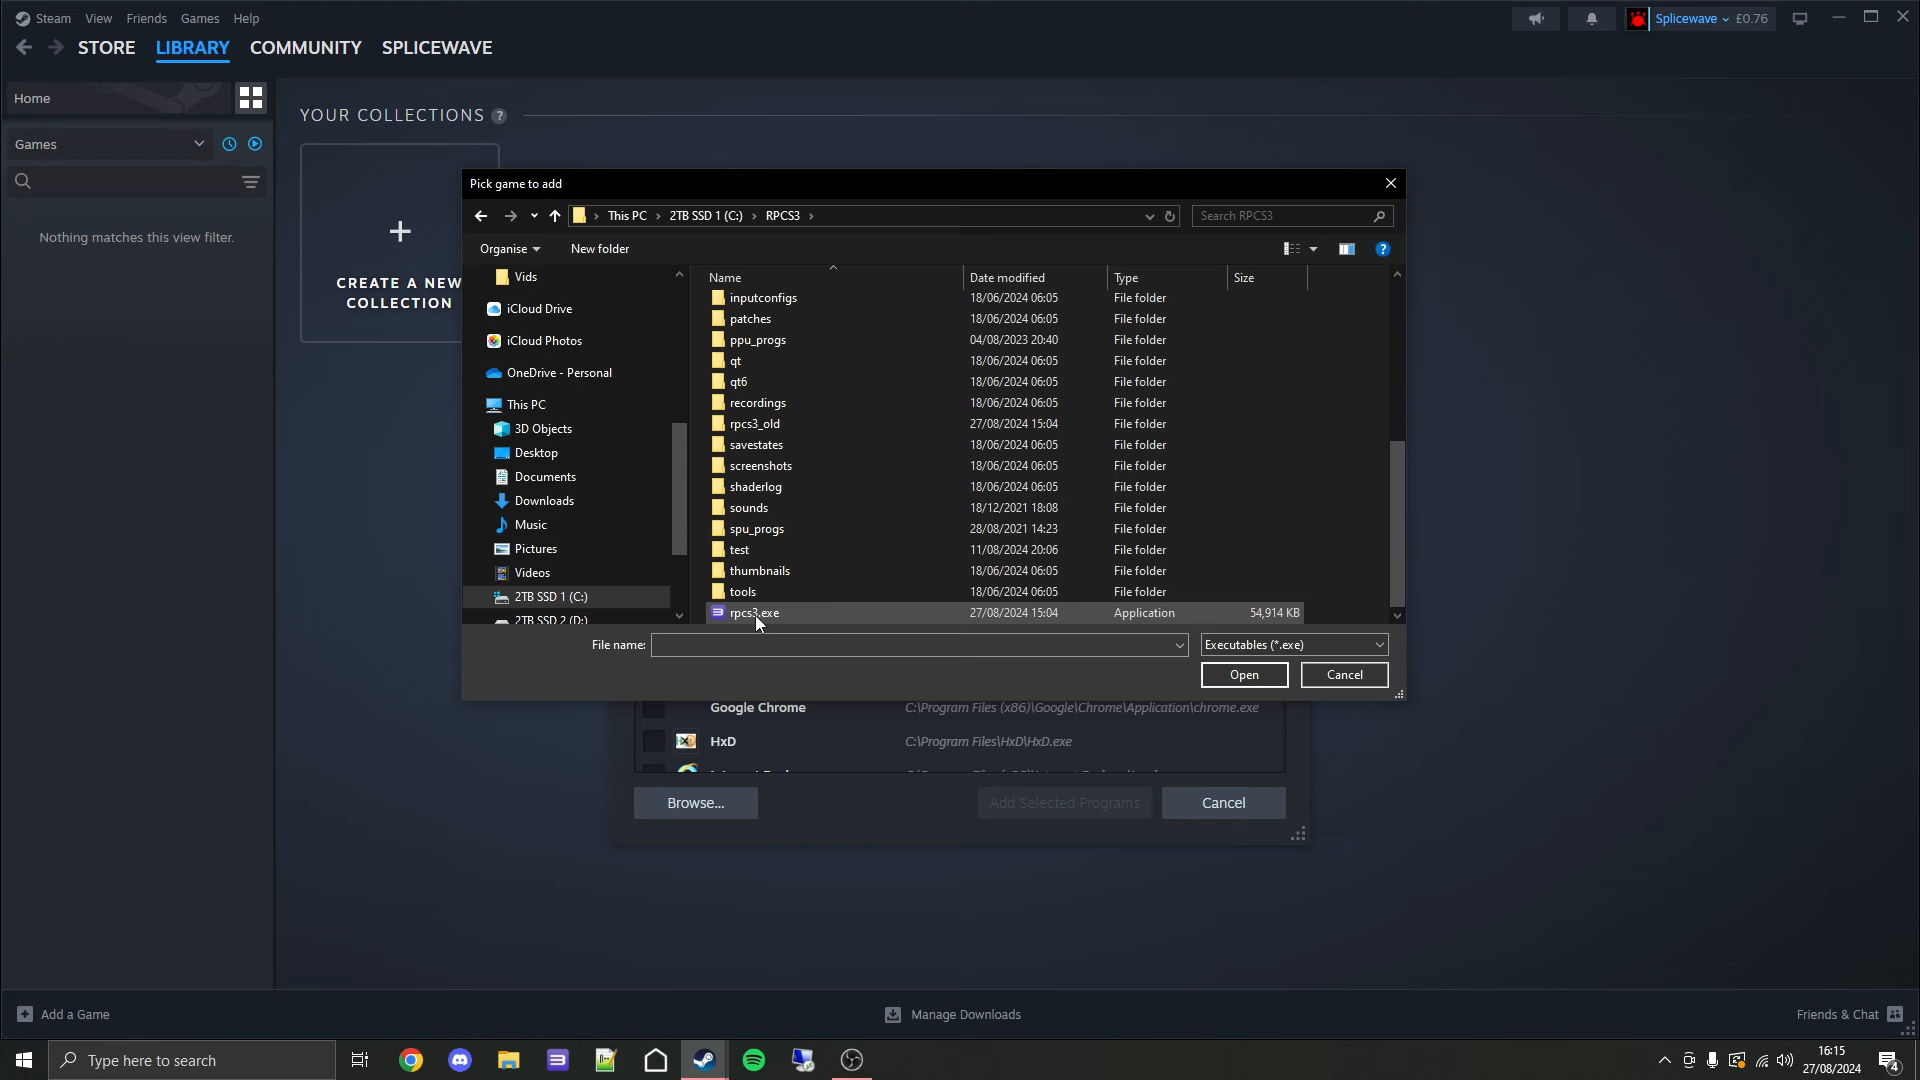 Steam View Friends Games Help
Splicewave £0.76
STORE LIBRARY COMMUNITY SPLICEWAVE
Home
YOUR COLLECTIONS ?
Games
Nothing matches this view filter.
+
CREATE A NEW
COLLECTION
Pick game to add
This PC > 2TB SSD 1 (C:) > RPCS3 >
Search RPCS3
Organise New folder
Vids
iCloud Drive
iCloud Photos
OneDrive - Personal
This PC
3D Objects
Desktop
Documents
Downloads
Music
Pictures
Videos
2TB SSD 1 (C:)
2TB SSD 2 (D:)
Name Date modified Type Size
inputconfigs 18/06/2024 06:05 File folder
patches 18/06/2024 06:05 File folder
ppu_progs 04/08/2023 20:40 File folder
qt 18/06/2024 06:05 File folder
qt6 18/06/2024 06:05 File folder
recordings 18/06/2024 06:05 File folder
rpcs3_old 27/08/2024 15:04 File folder
savestates 18/06/2024 06:05 File folder
screenshots 18/06/2024 06:05 File folder
shaderlog 18/06/2024 06:05 File folder
sounds 18/12/2021 18:08 File folder
spu_progs 28/08/2021 14:23 File folder
test 11/08/2024 20:06 File folder
thumbnails 18/06/2024 06:05 File folder
tools 18/06/2024 06:05 File folder
rpcs3.exe 27/08/2024 15:04 Application 54,914 KB
File name: Executables (*.exe)
Open Cancel
Google Chrome C:\Program Files (x86)\Google\Chrome\Application\chrome.exe
HxD C:\Program Files\HxD\HxD.exe
Browse... Add Selected Programs Cancel
Add a Game
Manage Downloads
Friends & Chat
Type here to search
16:15
27/08/2024
4